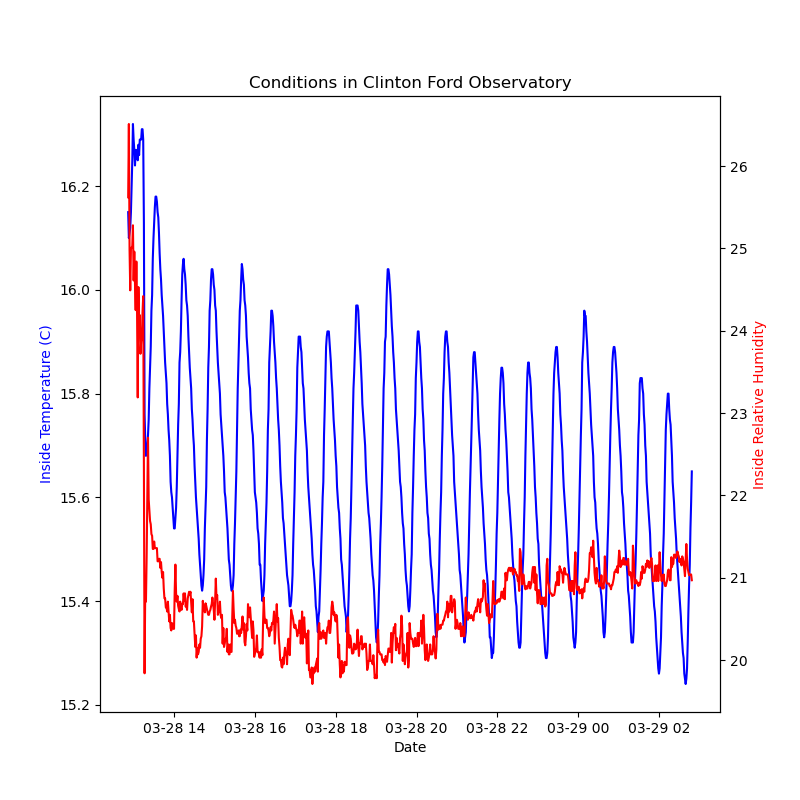 Conditions in Clinton Ford Observatory
16.2
16.0
15.8
15.6
15.4
15.2
Inside Temperature (C)
26
25
24
23
22
21
20
Inside Relative Humidity
03-28 14 03-28 16 03-28 18 03-28 20 03-28 22 03-29 00 03-29 02
Date